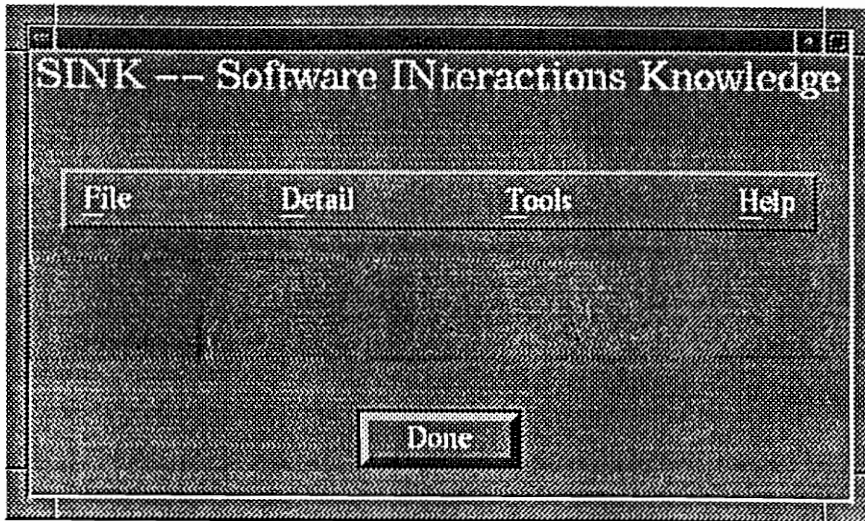 SINK -- Software INteractions Knowledge
File Detail Tools Help
Done